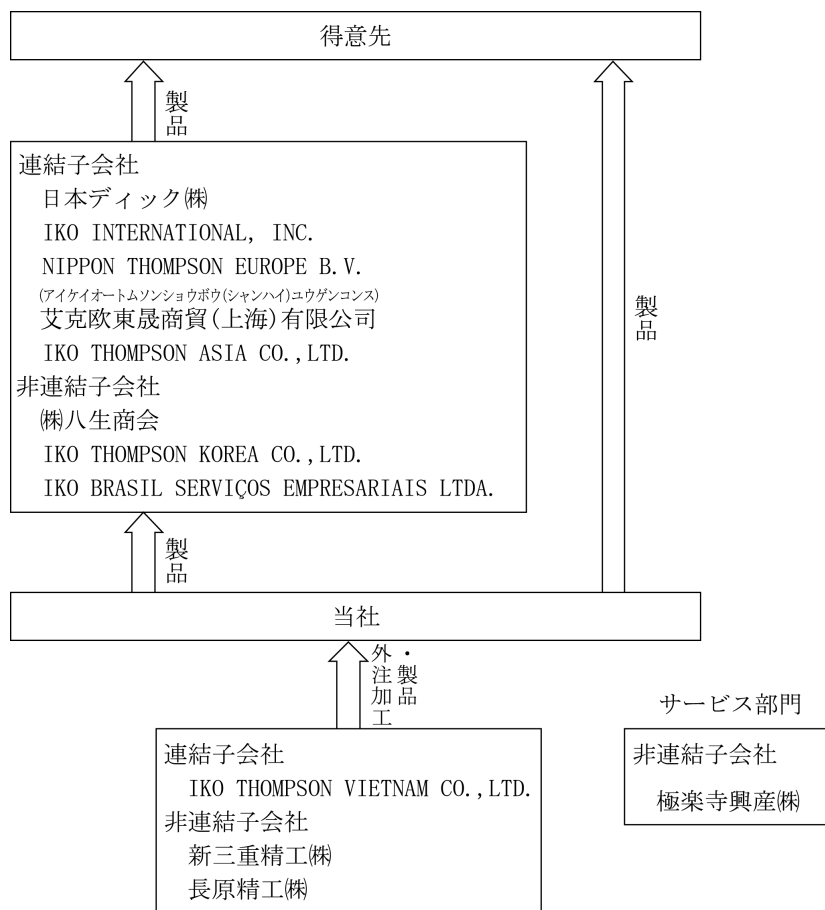 得意先
製品
製品
連結子会社
日本ディック㈱
IKO INTERNATIONAL, INC.
NIPPON THOMPSON EUROPE B.V.
(アイケイオートムソンショウボウ(シャンハイ)ユウゲンコンス)
艾克欧東晟商貿(上海)有限公司
IKO THOMPSON ASIA CO.,LTD.
非連結子会社
㈱八生商会
IKO THOMPSON KOREA CO.,LTD.
IKO BRASIL SERVIÇOS EMPRESARIAIS LTDA.
製品
当社
外注加工
・製品
サービス部門
連結子会社
IKO THOMPSON VIETNAM CO.,LTD.
非連結子会社
新三重精工㈱
長原精工㈱
非連結子会社
極楽寺興産㈱